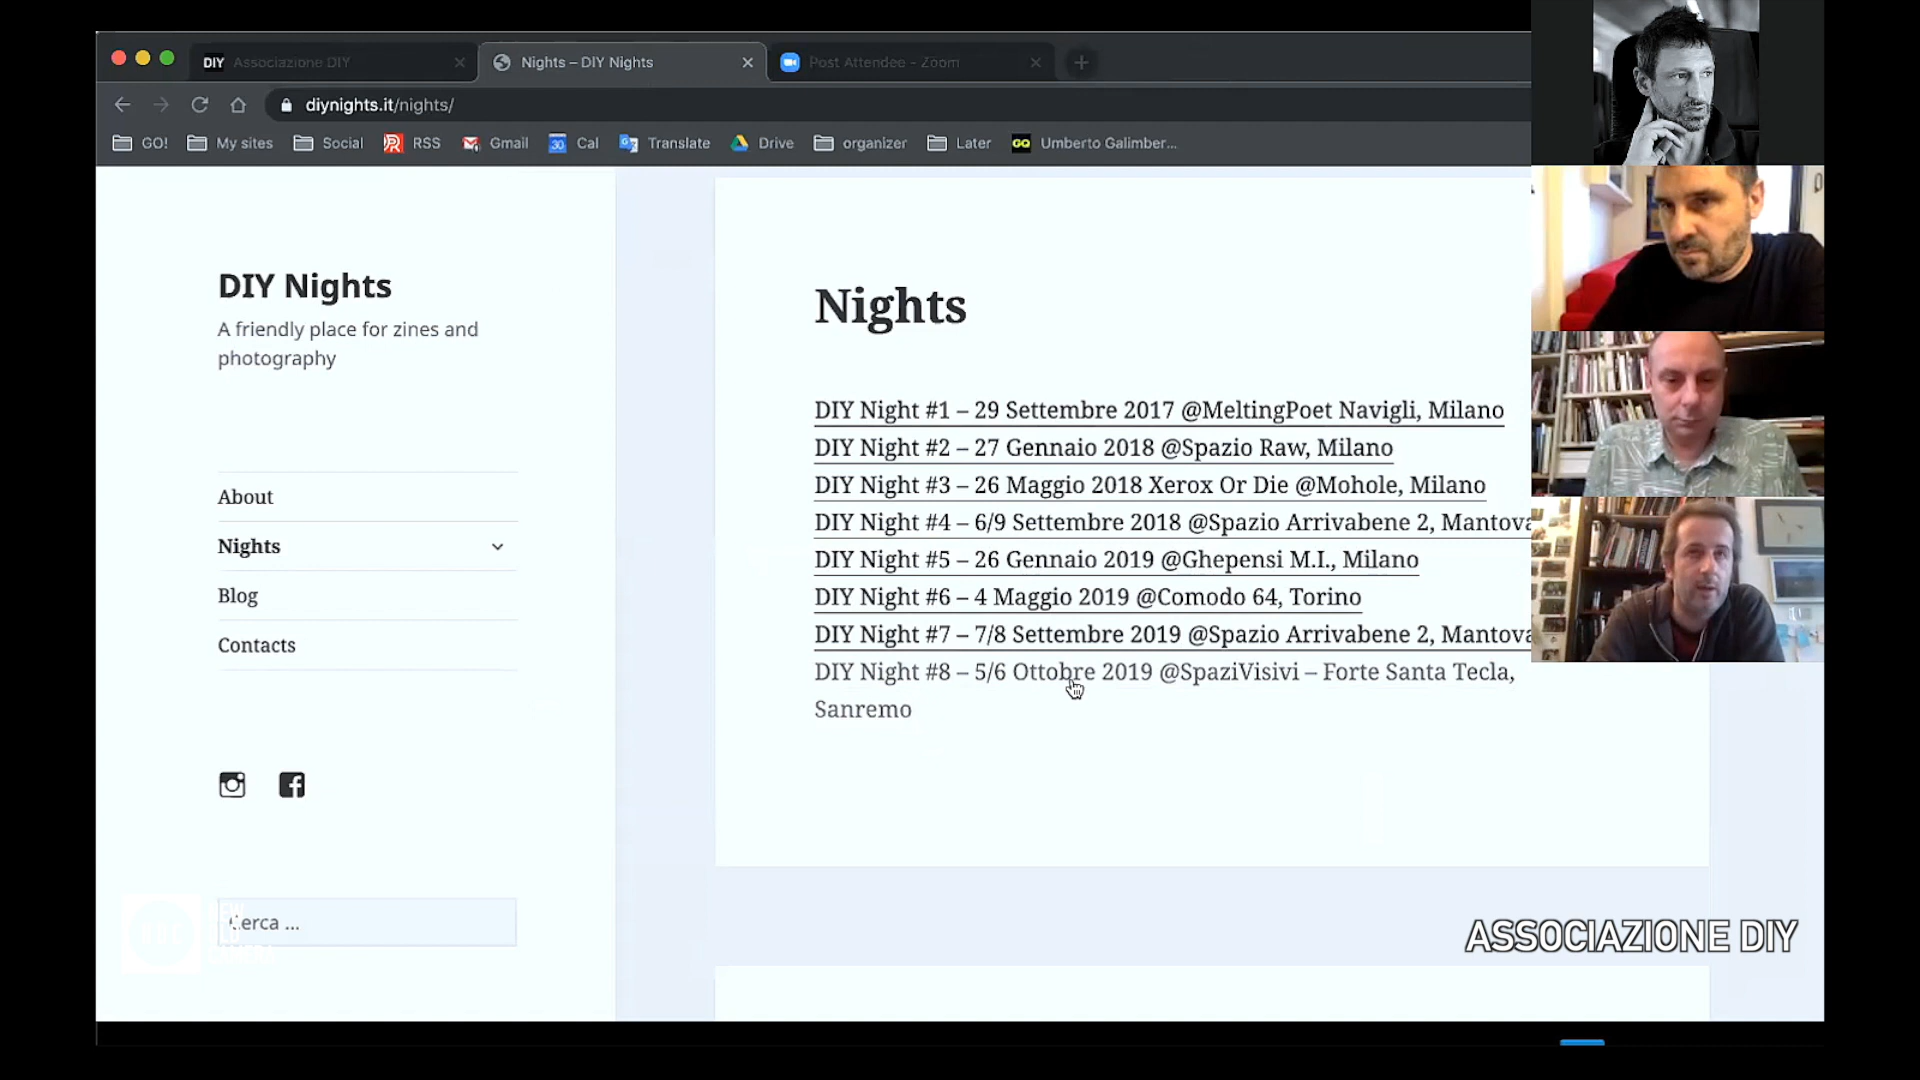 DIY Associazione DIY
Nights – DIY Nights
Post Attendee - Zoom
diynights.it/nights/
GO! My sites Social RSS Gmail 30 Cal Translate Drive organizer Later GO Umberto Galimber...
DIY Nights
A friendly place for zines and
photography
About
Nights
Blog
Contacts
Cerca ...
Nights
DIY Night #1 – 29 Settembre 2017 @MeltingPoet Navigli, Milano
DIY Night #2 – 27 Gennaio 2018 @Spazio Raw, Milano
DIY Night #3 – 26 Maggio 2018 Xerox Or Die @Mohole, Milano
DIY Night #4 – 6/9 Settembre 2018 @Spazio Arrivabene 2, Mantova
DIY Night #5 – 26 Gennaio 2019 @Ghepensi M.I., Milano
DIY Night #6 – 4 Maggio 2019 @Comodo 64, Torino
DIY Night #7 – 7/8 Settembre 2019 @Spazio Arrivabene 2, Mantova
DIY Night #8 – 5/6 Ottobre 2019 @SpaziVisivi – Forte Santa Tecla,
Sanremo
ASSOCIAZIONE DIY